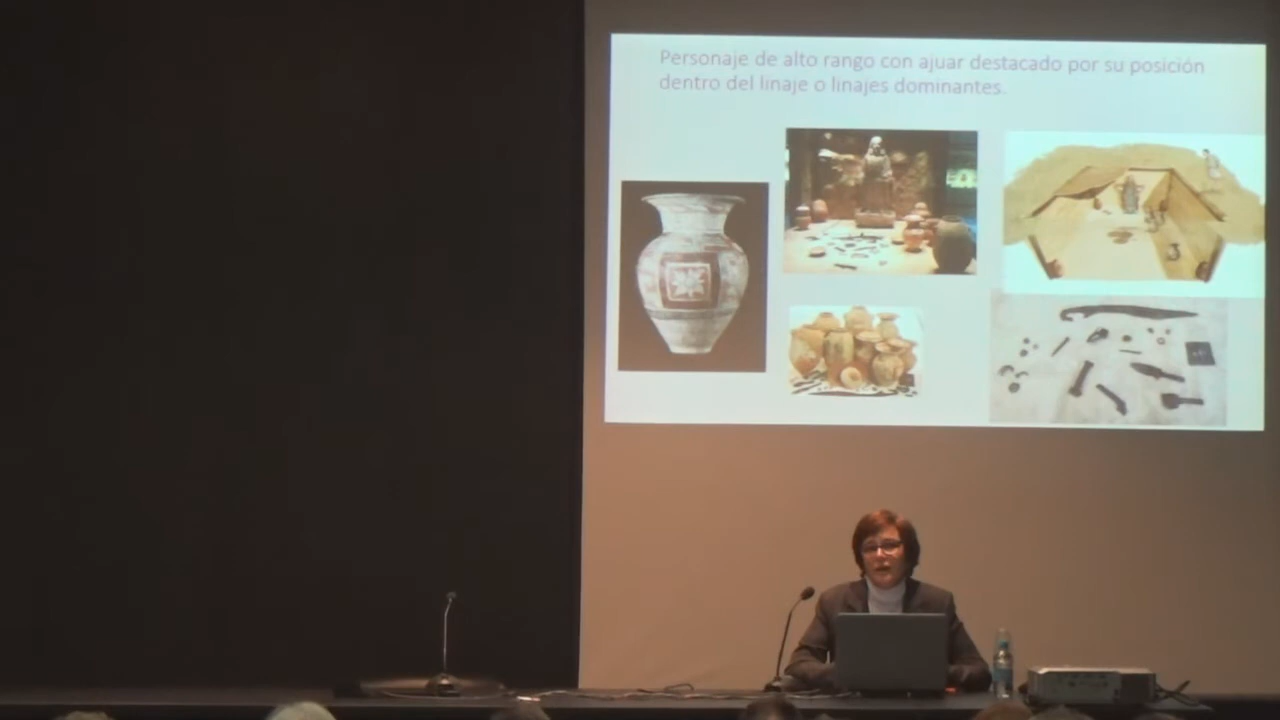 Personaje de alto rango con ajuar destacado por su posición
dentro del linaje o linajes dominantes.